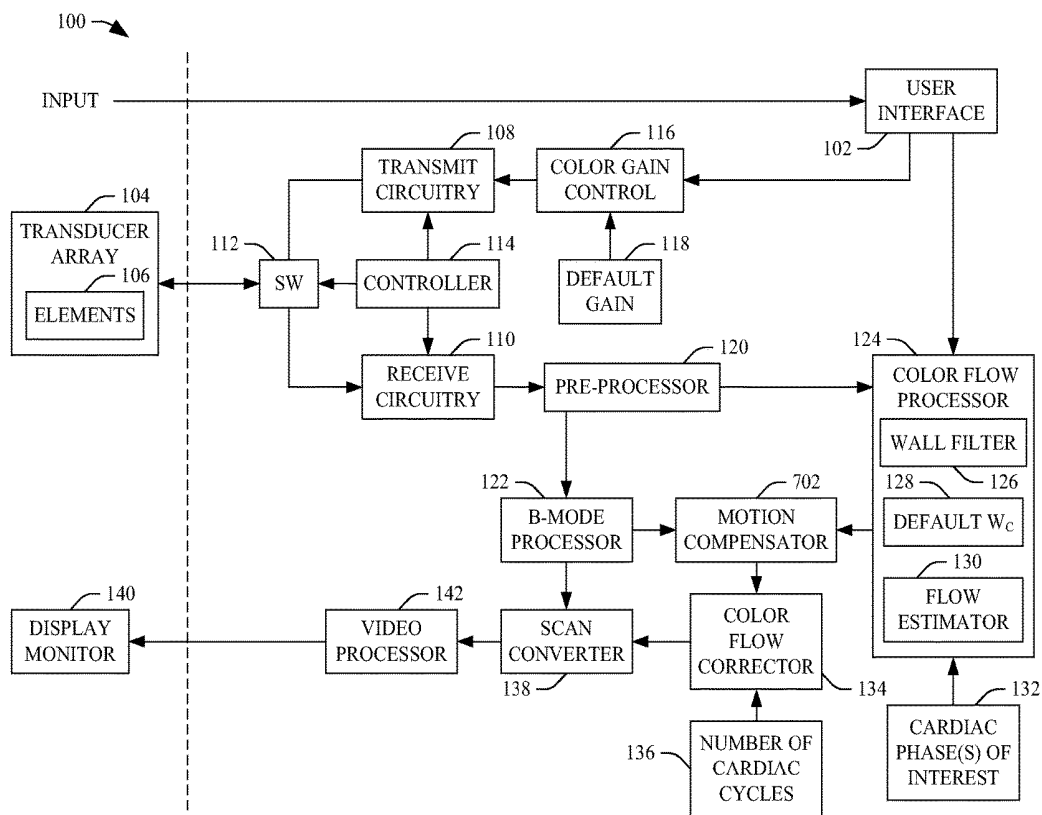 100
INPUT
USER
INTERFACE
102
108
TRANSMIT
CIRCUITRY
116
COLOR GAIN
CONTROL
104
TRANSDUCER
ARRAY
106
ELEMENTS
112
SW
114
CONTROLLER
118
DEFAULT
GAIN
110
RECEIVE
CIRCUITRY
120
PRE-PROCESSOR
124
COLOR FLOW
PROCESSOR
WALL FILTER
126
128
DEFAULT WC
130
FLOW
ESTIMATOR
122
B-MODE
PROCESSOR
702
MOTION
COMPENSATOR
140
DISPLAY
MONITOR
142
VIDEO
PROCESSOR
SCAN
CONVERTER
138
COLOR
FLOW
CORRECTOR
134
132
CARDIAC
PHASE(S) OF
INTEREST
136
NUMBER OF
CARDIAC
CYCLES